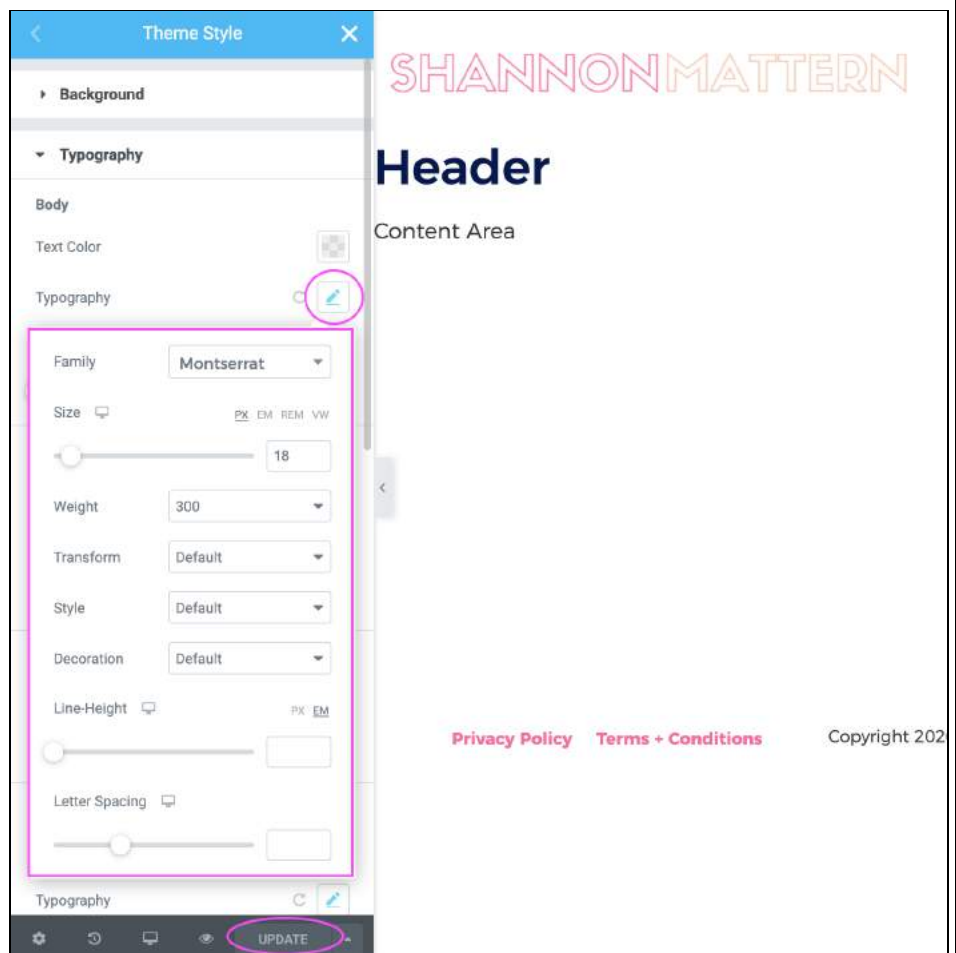 Theme Style
Background
Typography
Body
Text Color
Typography
Family Montserrat
Size PX EM REM VW
18
Weight 300
Transform Default
Style Default
Decoration Default
Line-Height PX EM
Letter Spacing
Typography
UPDATE
SHANNONMATTERN
Header
Content Area
Privacy Policy Terms + Conditions Copyright 202